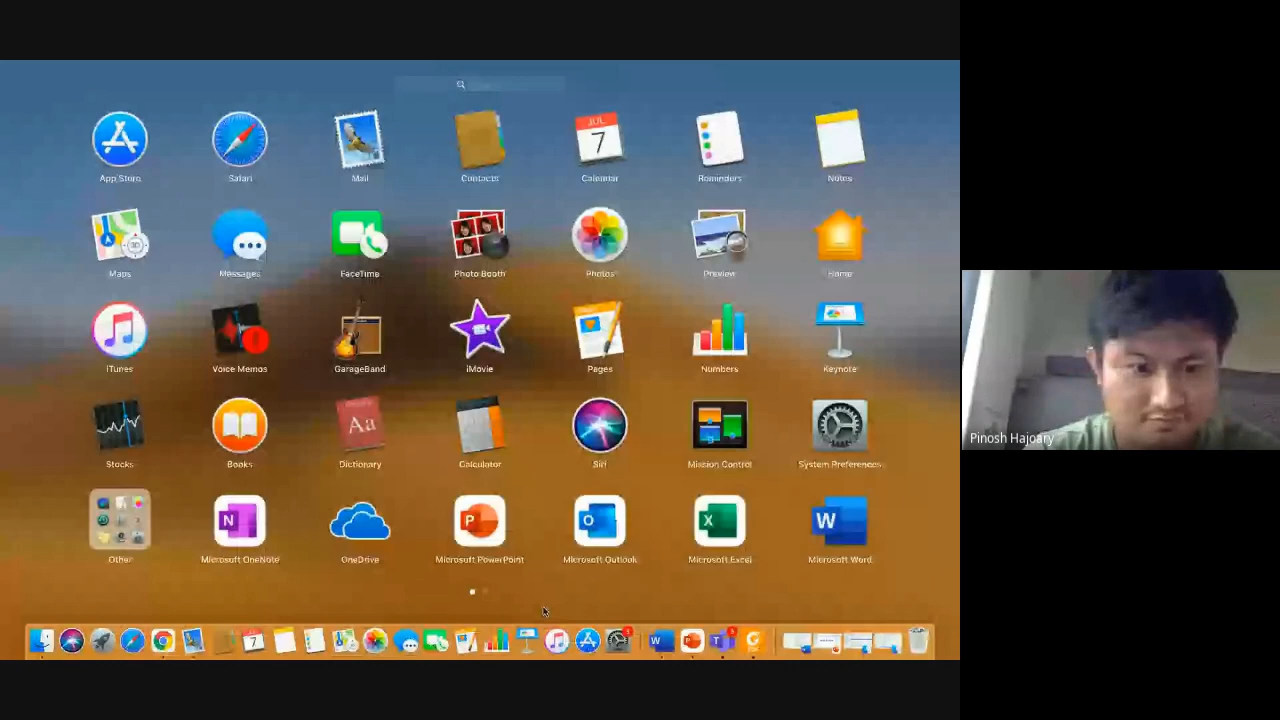 App Store Safari Mail Contacts Calendar Reminders Notes
JUL
7
Maps Messages FaceTime Photo Booth Photos Preview Home
3D
iTunes Voice Memos GarageBand iMovie Pages Numbers Keynote
Aa
Stocks Books Dictionary Calculator Siri Mission Control System Preferences
N P O X W
Other Microsoft OneNote OneDrive Microsoft PowerPoint Microsoft Outlook Microsoft Excel Microsoft Word
7 W P T
Pinosh Hajoary